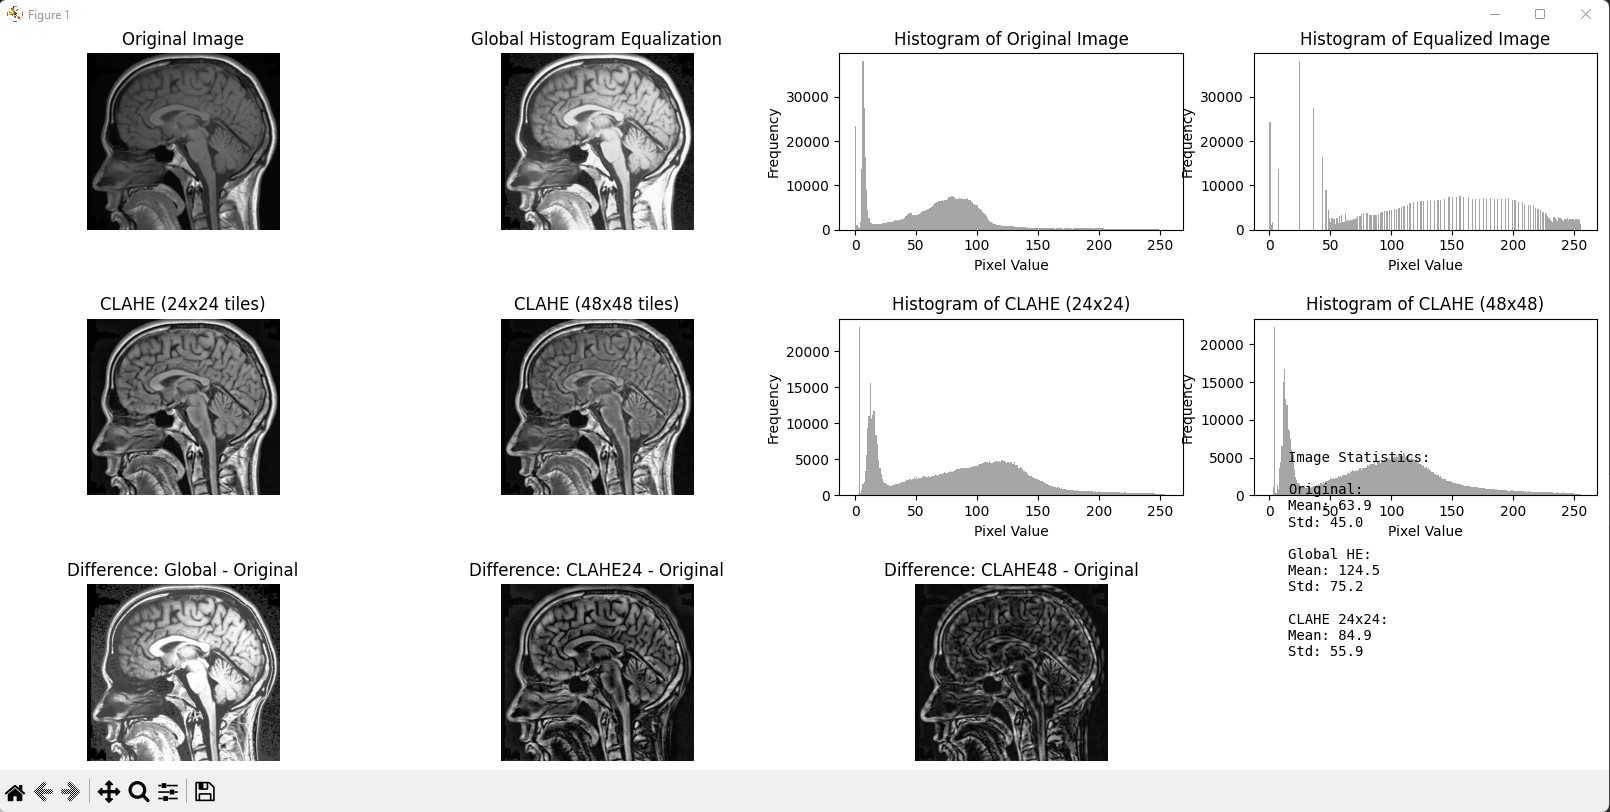 Figure 1
Original Image
Global Histogram Equalization
Histogram of Original Image
Histogram of Equalized Image
Frequency
30000
20000
10000
0
0 50 100 150 200 250
Pixel Value
Frequency
30000
20000
10000
0
0 50 100 150 200 250
Pixel Value
CLAHE (24x24 tiles)
CLAHE (48x48 tiles)
Histogram of CLAHE (24x24)
Histogram of CLAHE (48x48)
Frequency
20000
15000
10000
5000
0
0 50 100 150 200 250
Pixel Value
Frequency
20000
15000
10000
5000
0
0 50 100 150 200 250
Pixel Value
Difference: Global - Original
Difference: CLAHE24 - Original
Difference: CLAHE48 - Original
Image Statistics:
Original:
Mean: 63.9
Std: 45.0
Global HE:
Mean: 124.5
Std: 75.2
CLAHE 24x24:
Mean: 84.9
Std: 55.9